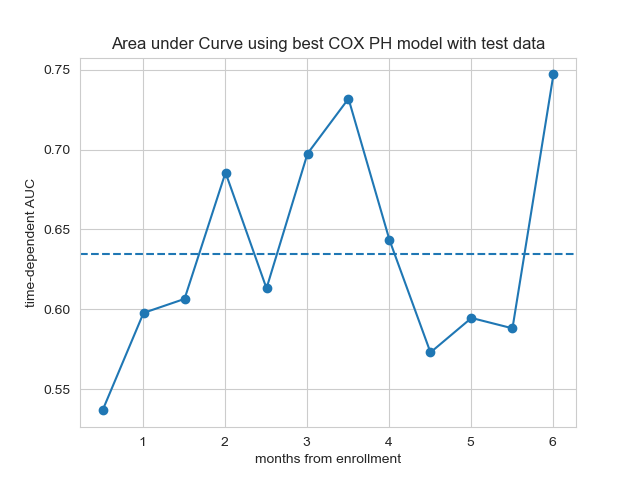 Area under Curve using best COX PH model with test data
time-dependent AUC
0.75
0.70
0.65
0.60
0.55
1 2 3 4 5 6
months from enrollment